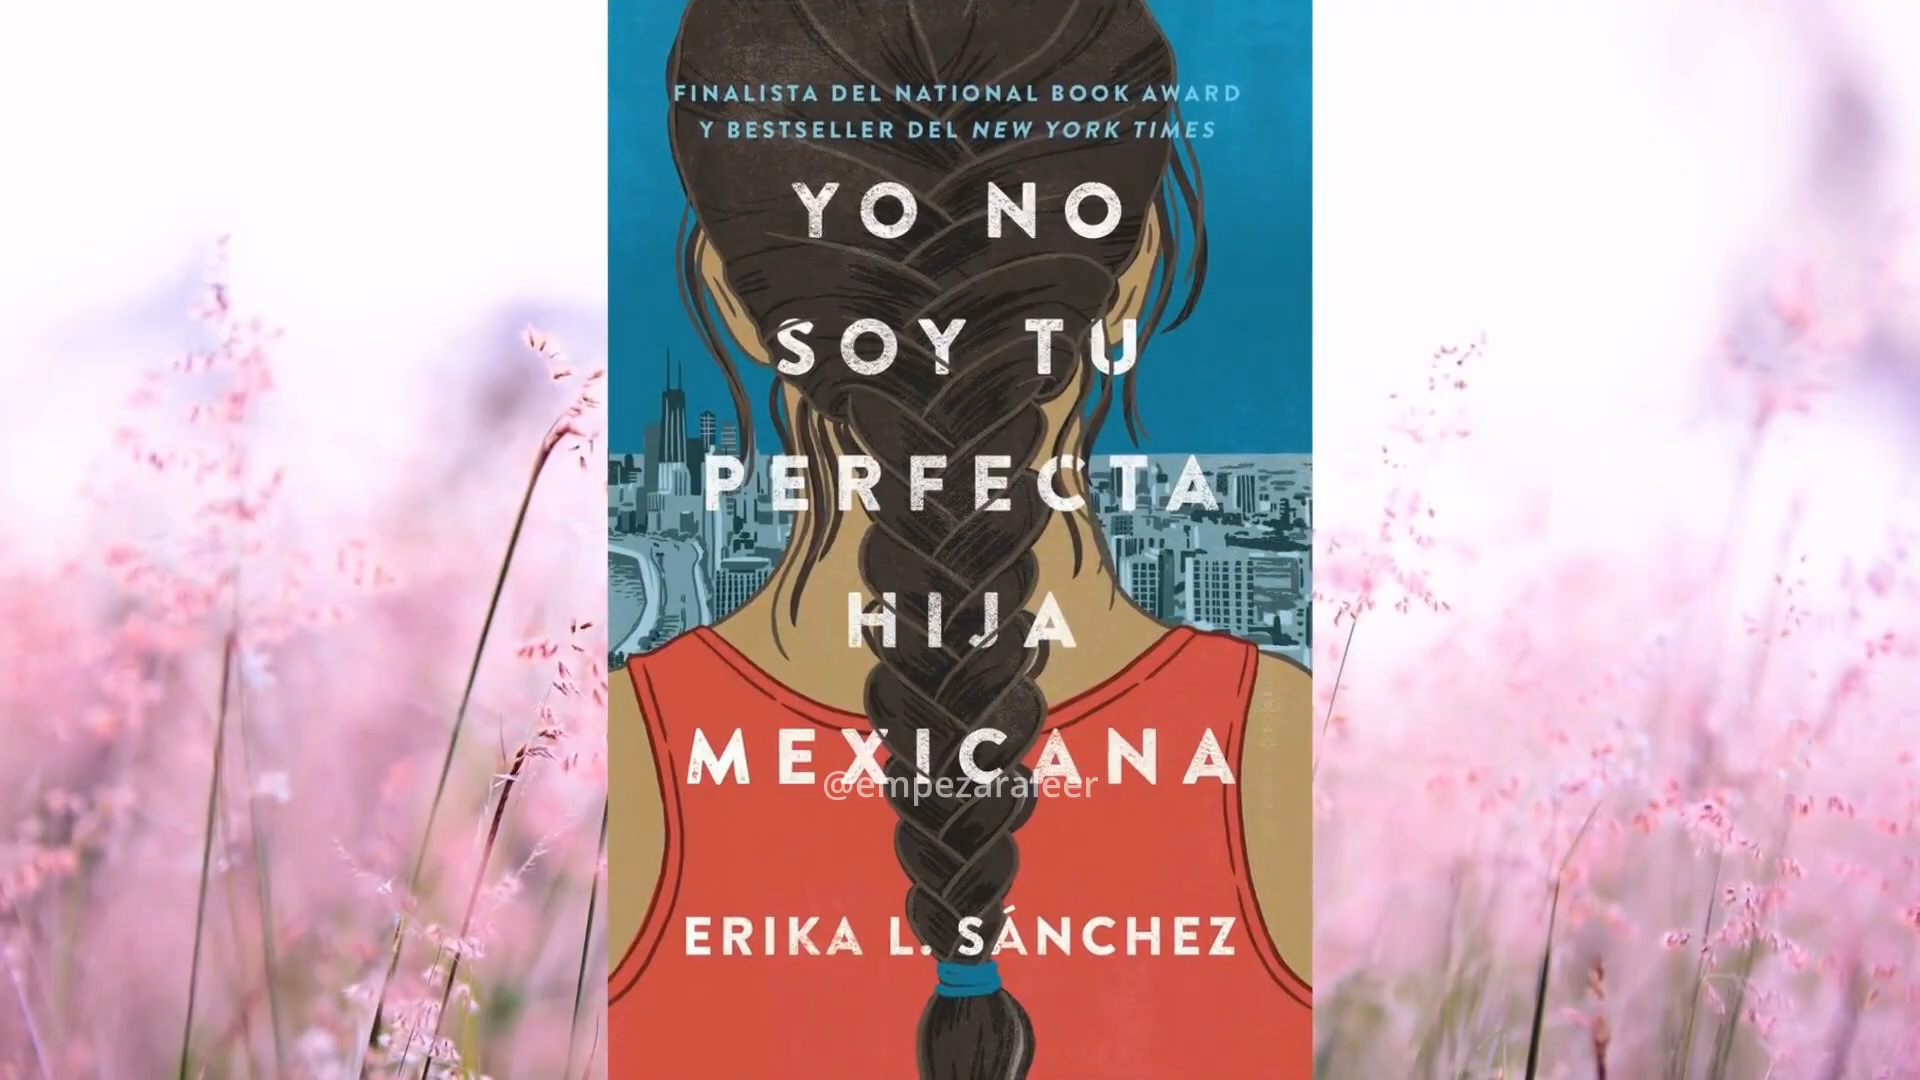 FINALISTA DEL NATIONAL BOOK AWARD
Y BESTSELLER DEL NEW YORK TIMES
YO NO
SOY TU
PERFECTA
HIJA
MEXICANA
@empezaraleer
ERIKA L. SÁNCHEZ